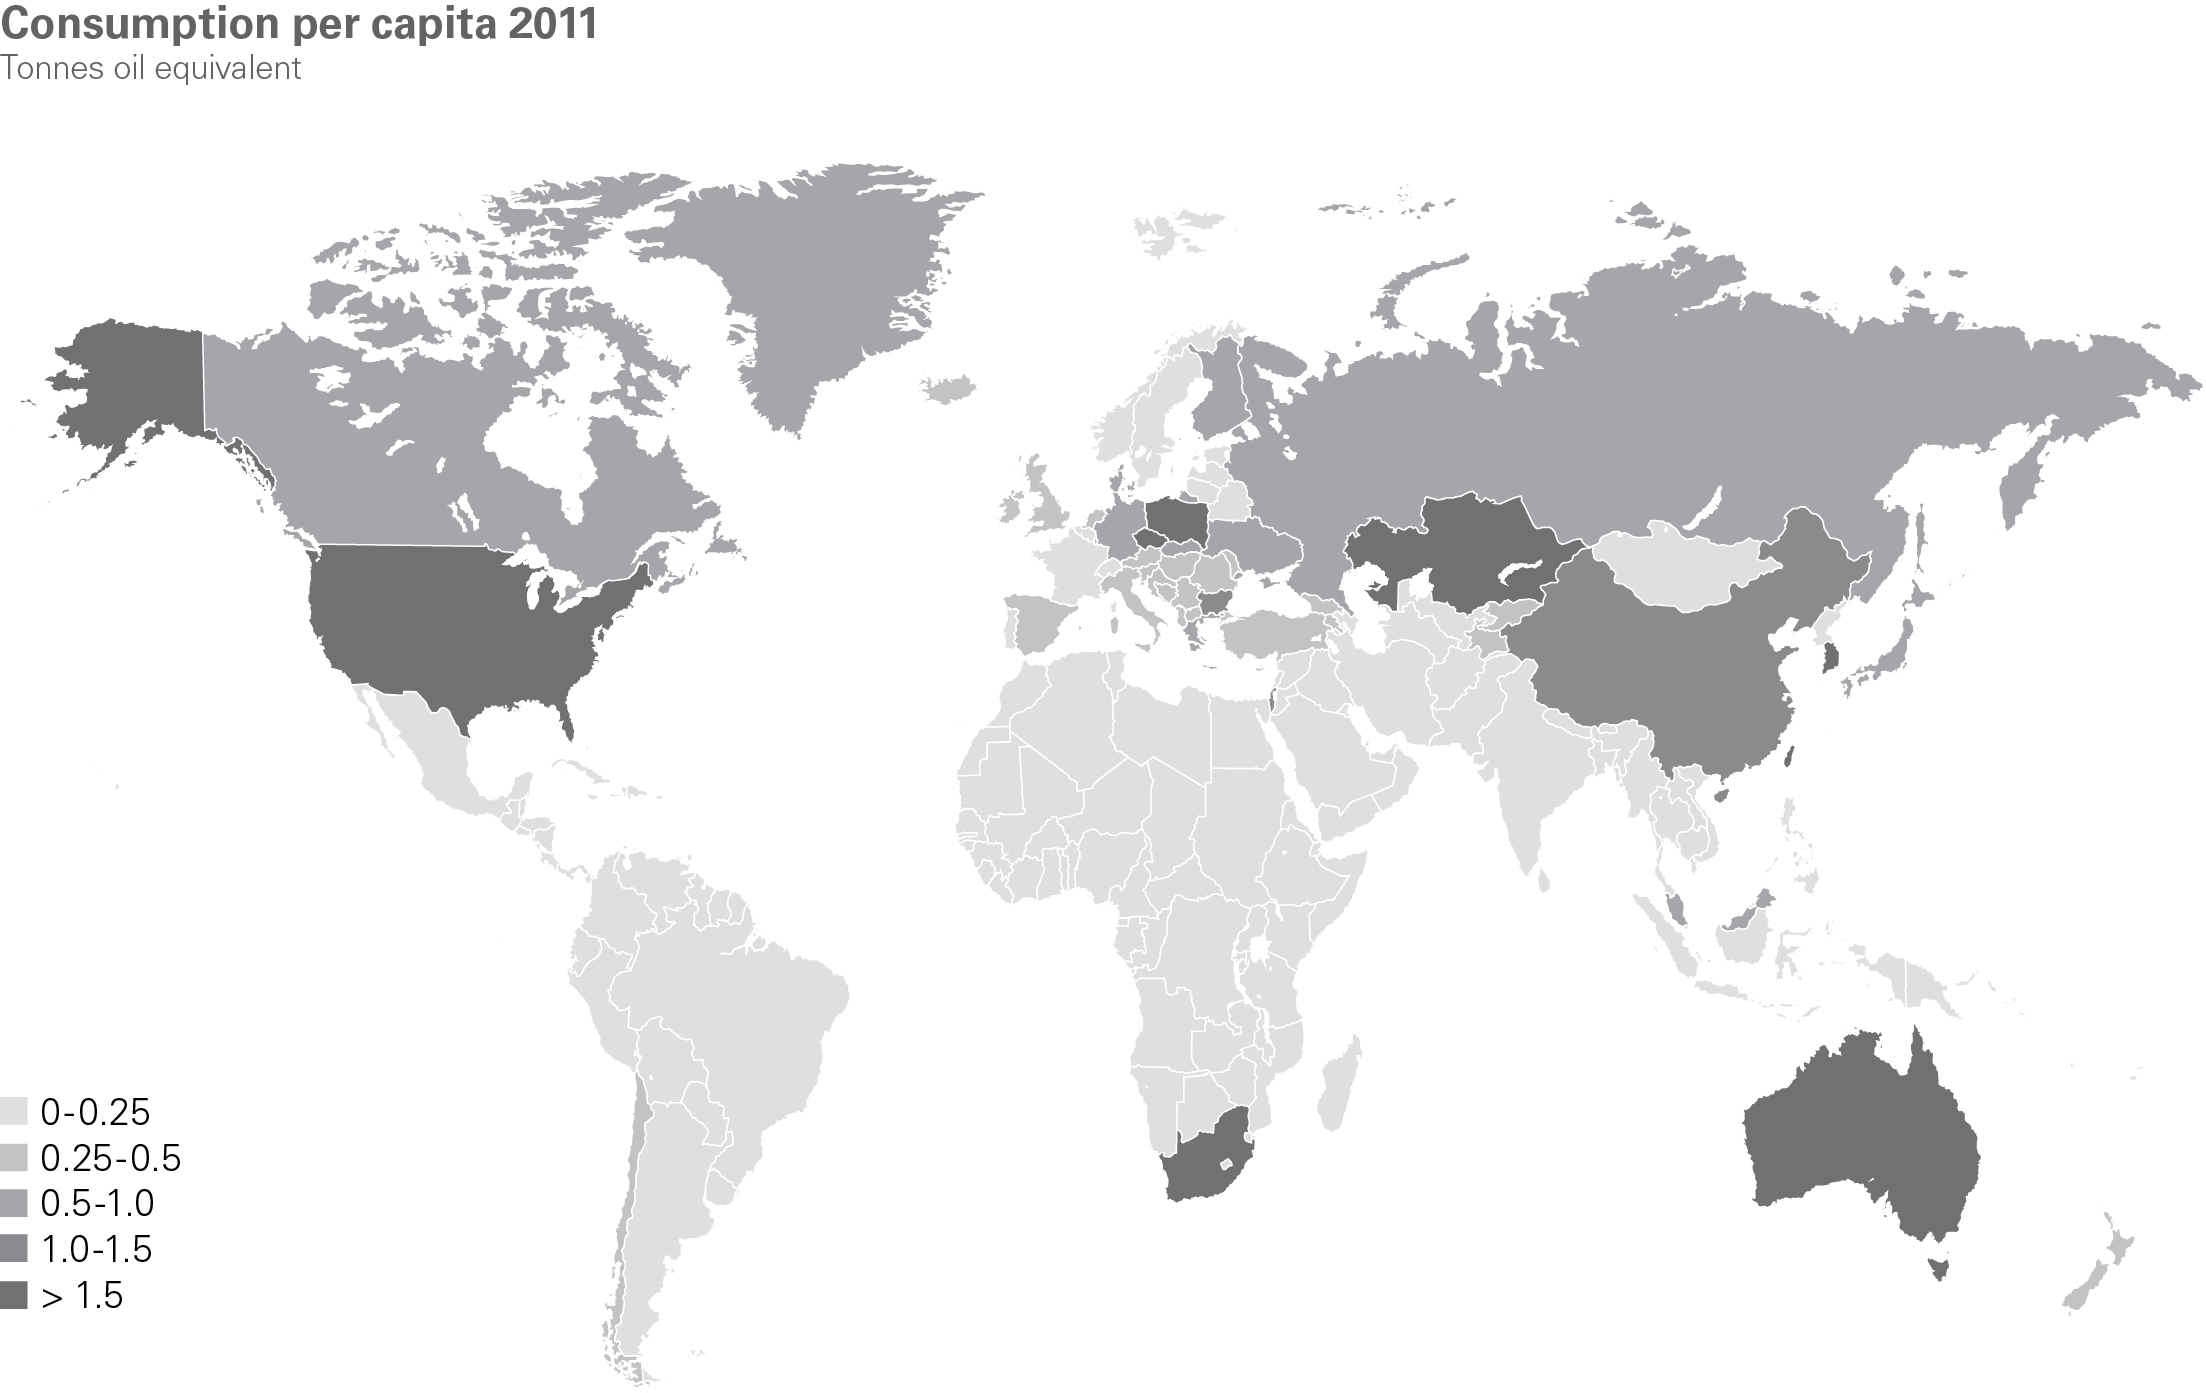 Consumption per capita 2011
Tonnes oil equivalent
0-0.25
0.25-0.5
0.5-1.0
1.0-1.5
> 1.5